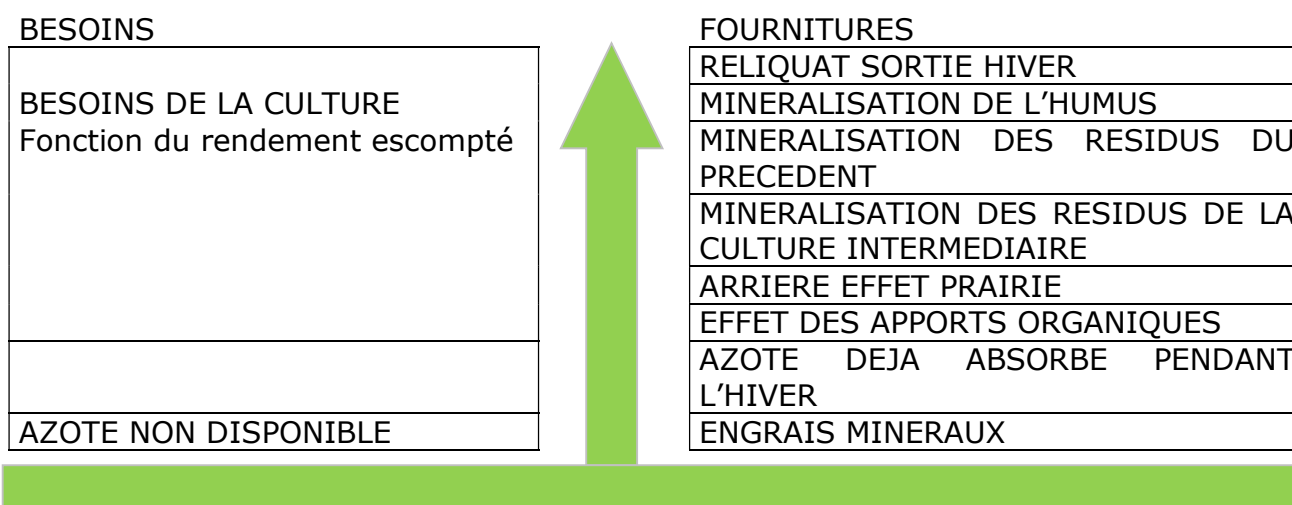 BESOINS
BESOINS DE LA CULTURE
Fonction du rendement escompté
AZOTE NON DISPONIBLE
FOURNITURES
RELIQUAT SORTIE HIVER
MINERALISATION DE L’HUMUS
MINERALISATION DES RESIDUS DU
PRECEDENT
MINERALISATION DES RESIDUS DE LA
CULTURE INTERMEDIAIRE
ARRIERE EFFET PRAIRIE
EFFET DES APPORTS ORGANIQUES
AZOTE DEJA ABSORBE PENDANT
L’HIVER
ENGRAIS MINERAUX